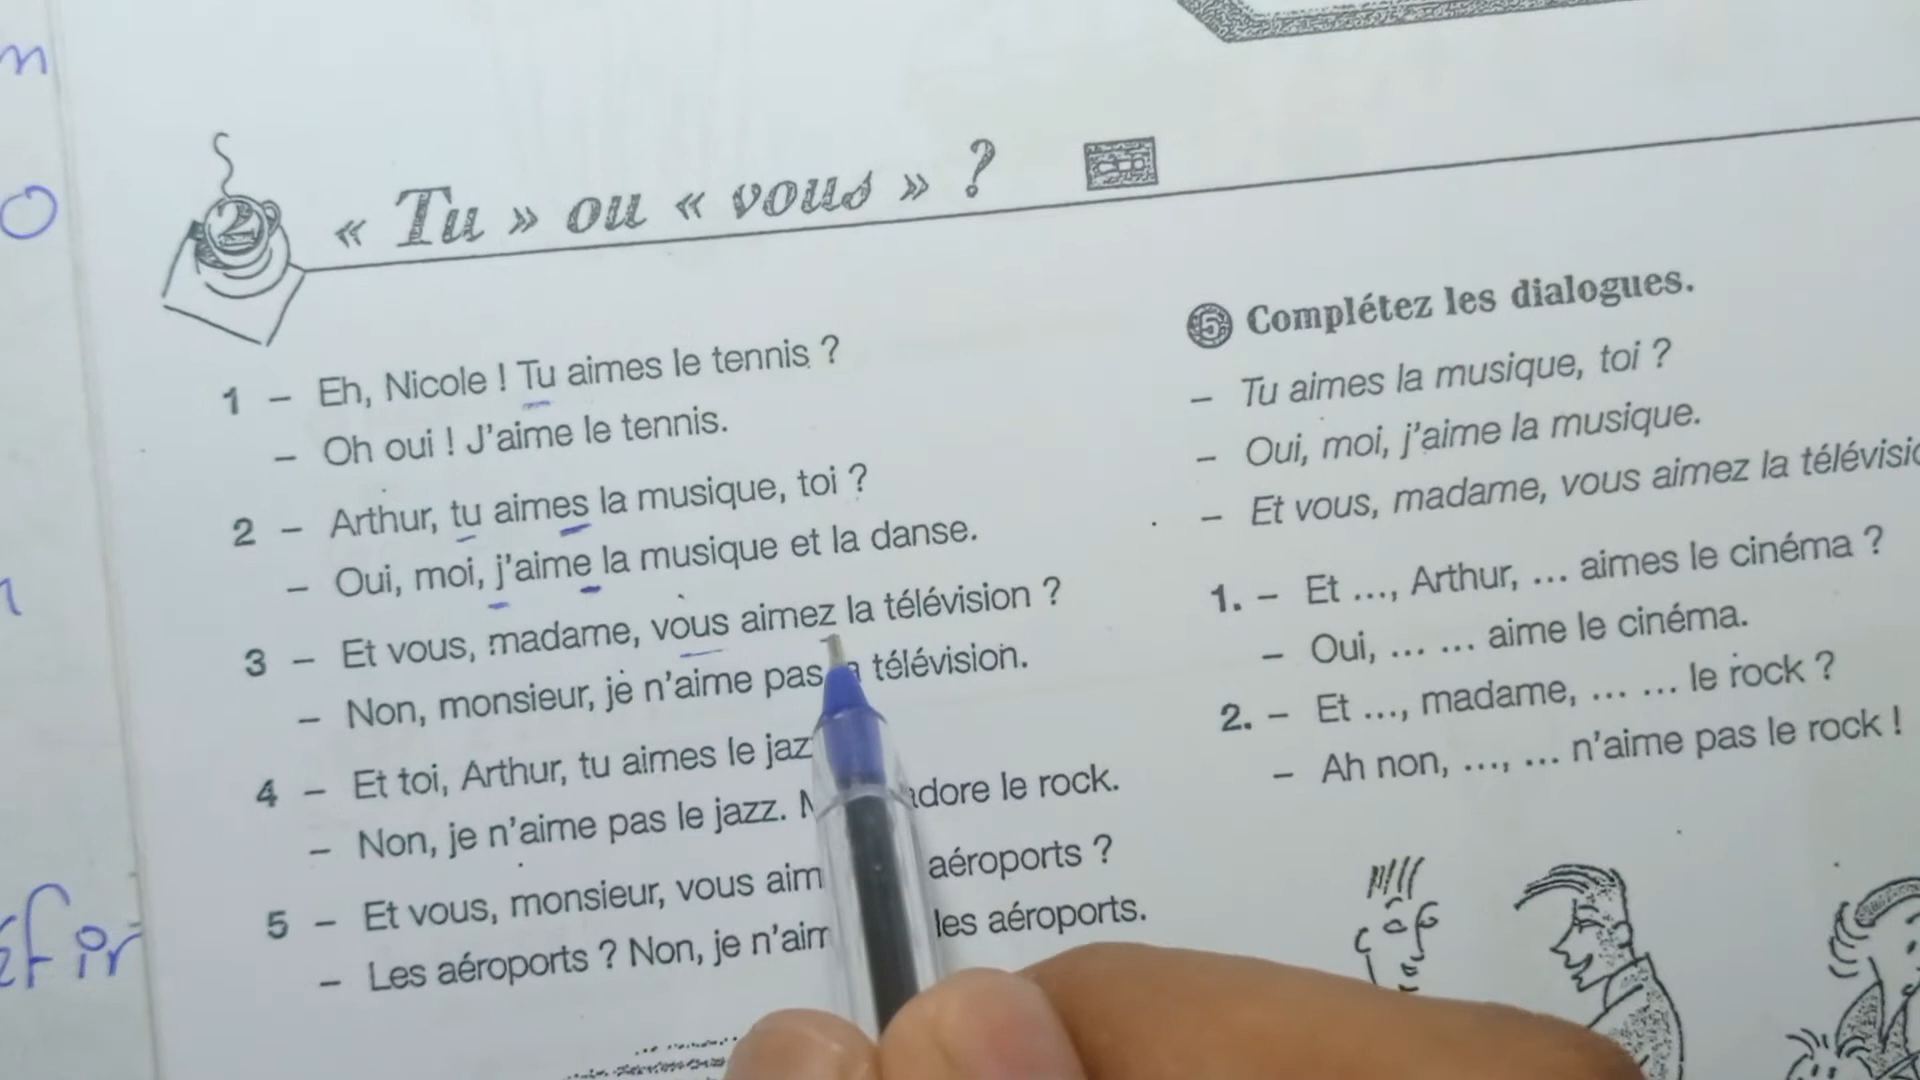 m
o
2 « Tu » ou « vous » ?
1 – Eh, Nicole ! Tu aimes le tennis ?
– Oh oui ! J'aime le tennis.
2 – Arthur, tu aimes la musique, toi ?
– Oui, moi, j'aime la musique et la danse.
3 – Et vous, madame, vous aimez la télévision ?
– Non, monsieur, je n'aime pas télévision.
4 – Et toi, Arthur, tu aimes le
– Non, je n'aime pas le jazz. le rock.
5 – Et vous, monsieur, vous aéroports ?
– Les aéroports ? Non, je les aéroports.
5 Complétez les dialogues.
– Tu aimes la musique, toi ?
– Oui, moi, j'aime la musique.
– Et vous, madame, vous aimez la
1. – Et ..., Arthur, ... aimes le cinéma ?
– Oui, ... ... aime le cinéma.
2. – Et ..., madame, ... ... le rock ?
– Ah non, ..., ... n'aime pas le rock !